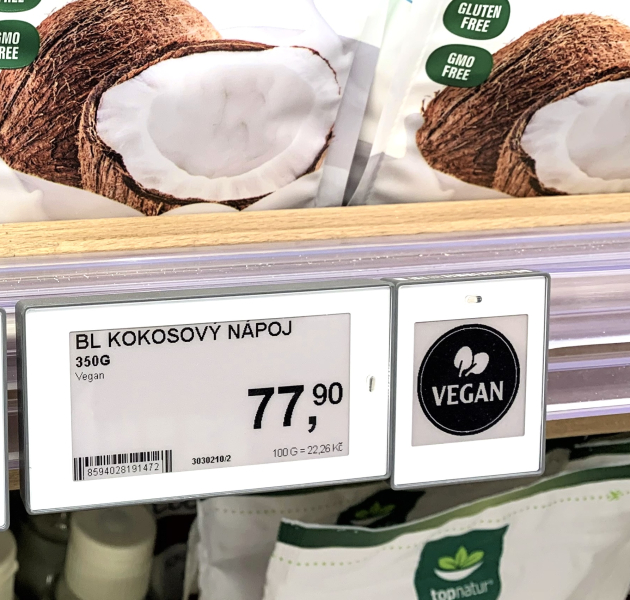 GMO
FREE
GLUTEN
FREE
GMO
FREE
BL KOKOSOVÝ NÁPOJ
350G
Vegan
77,90
8594028191472
3030210/2
100 G = 22,26 Kč
VEGAN
topnatur